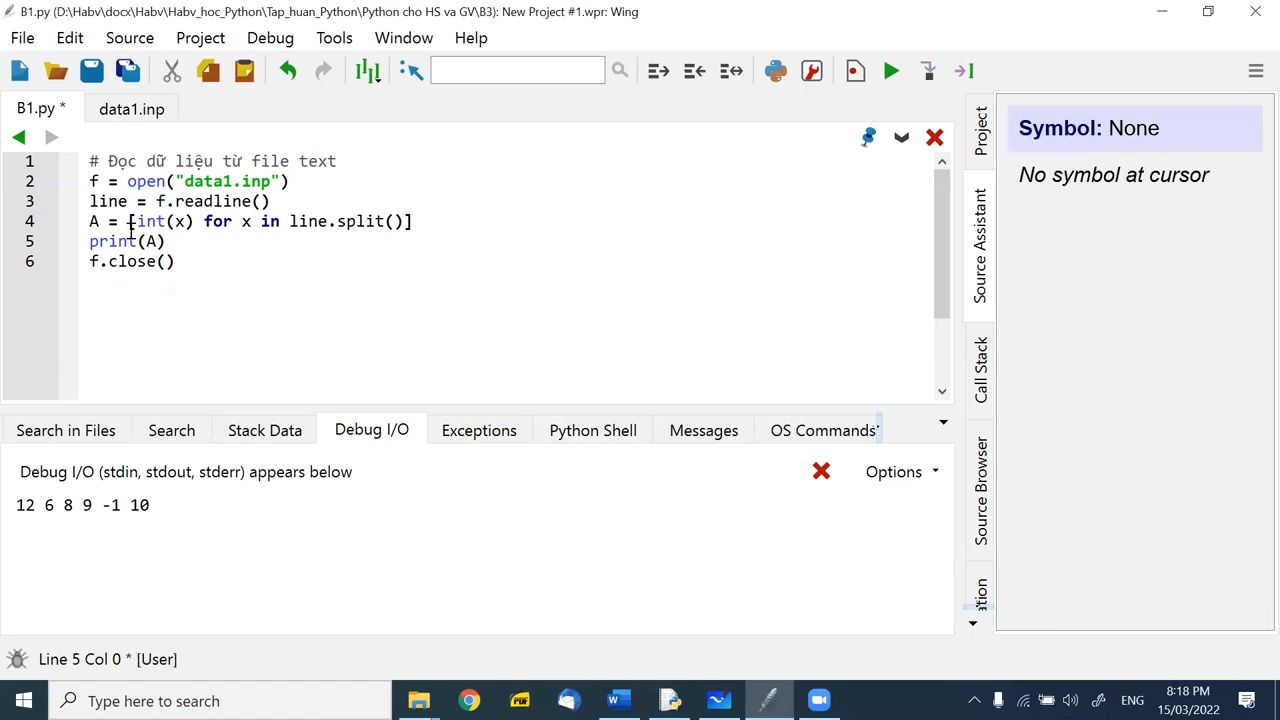 B1.py (D:\Habv\docx\Habv\Habv_hoc_Python\Tap_huan_Python\Python cho HS va GV\B3): New Project #1.wpr: Wing
File Edit Source Project Debug Tools Window Help
B1.py * data1.inp
1 # Đọc dữ liệu từ file text
2 f = open("data1.inp")
3 line = f.readline()
4 A = [int(x) for x in line.split()]
5 print(A)
6 f.close()
Project
Source Assistant
Call Stack
Source Browser
Symbol: None
No symbol at cursor
Search in Files Search Stack Data Debug I/O Exceptions Python Shell Messages OS Commands
Debug I/O (stdin, stdout, stderr) appears below
Options
12 6 8 9 -1 10
Line 5 Col 0 * [User]
Type here to search
PDF
ENG
8:18 PM
15/03/2022